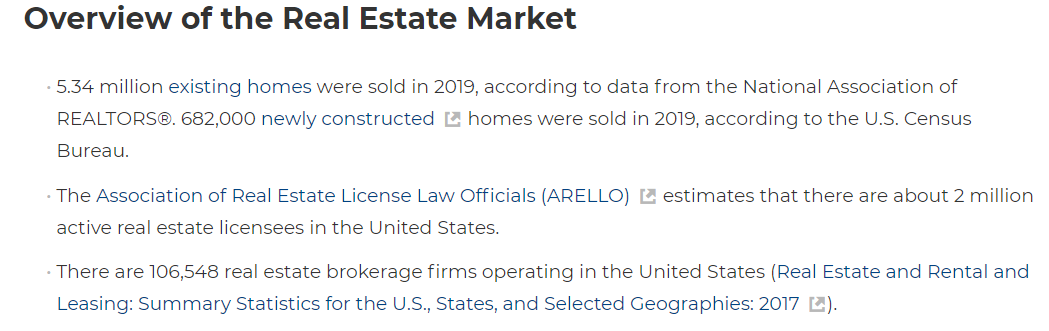 Overview of the Real Estate Market
· 5.34 million existing homes were sold in 2019, according to data from the National Association of
REALTORS®. 682,000 newly constructed homes were sold in 2019, according to the U.S. Census
Bureau.
· The Association of Real Estate License Law Officials (ARELLO) estimates that there are about 2 million
active real estate licensees in the United States.
· There are 106,548 real estate brokerage firms operating in the United States (Real Estate and Rental and
Leasing: Summary Statistics for the U.S., States, and Selected Geographies: 2017 ).